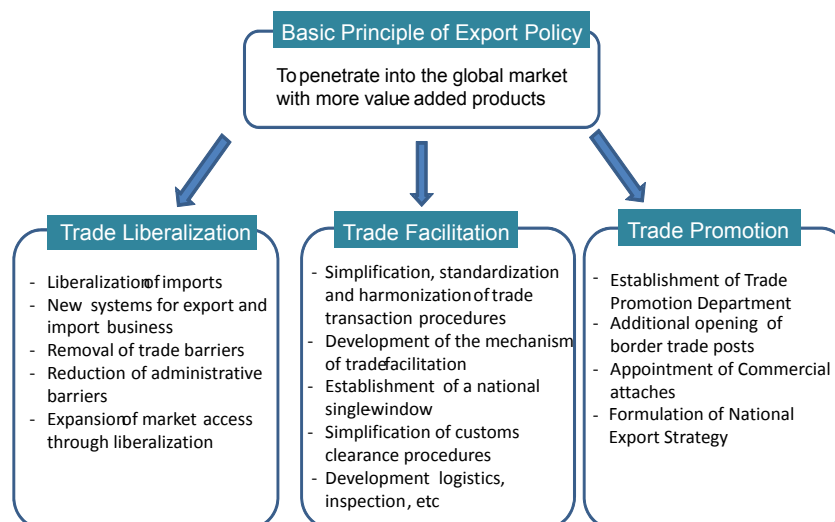 Basic Principle of Export Policy
To penetrate into the global market
with more value-added products
Trade Liberalization
- Liberalization of imports
- New systems for export and
import business
- Removal of trade barriers
- Reduction of administrative
barriers
- Expansion of market access
through liberalization
Trade Facilitation
- Simplification, standardization
and harmonization of trade
transaction procedures
- Development of the mechanism
of trade facilitation
- Establishment of a national
single window
- Simplification of customs
clearance procedures
- Development logistics,
inspection, etc
Trade Promotion
- Establishment of Trade
Promotion Department
- Additional opening of
border trade posts
- Appointment of Commercial
attaches
- Formulation of National
Export Strategy